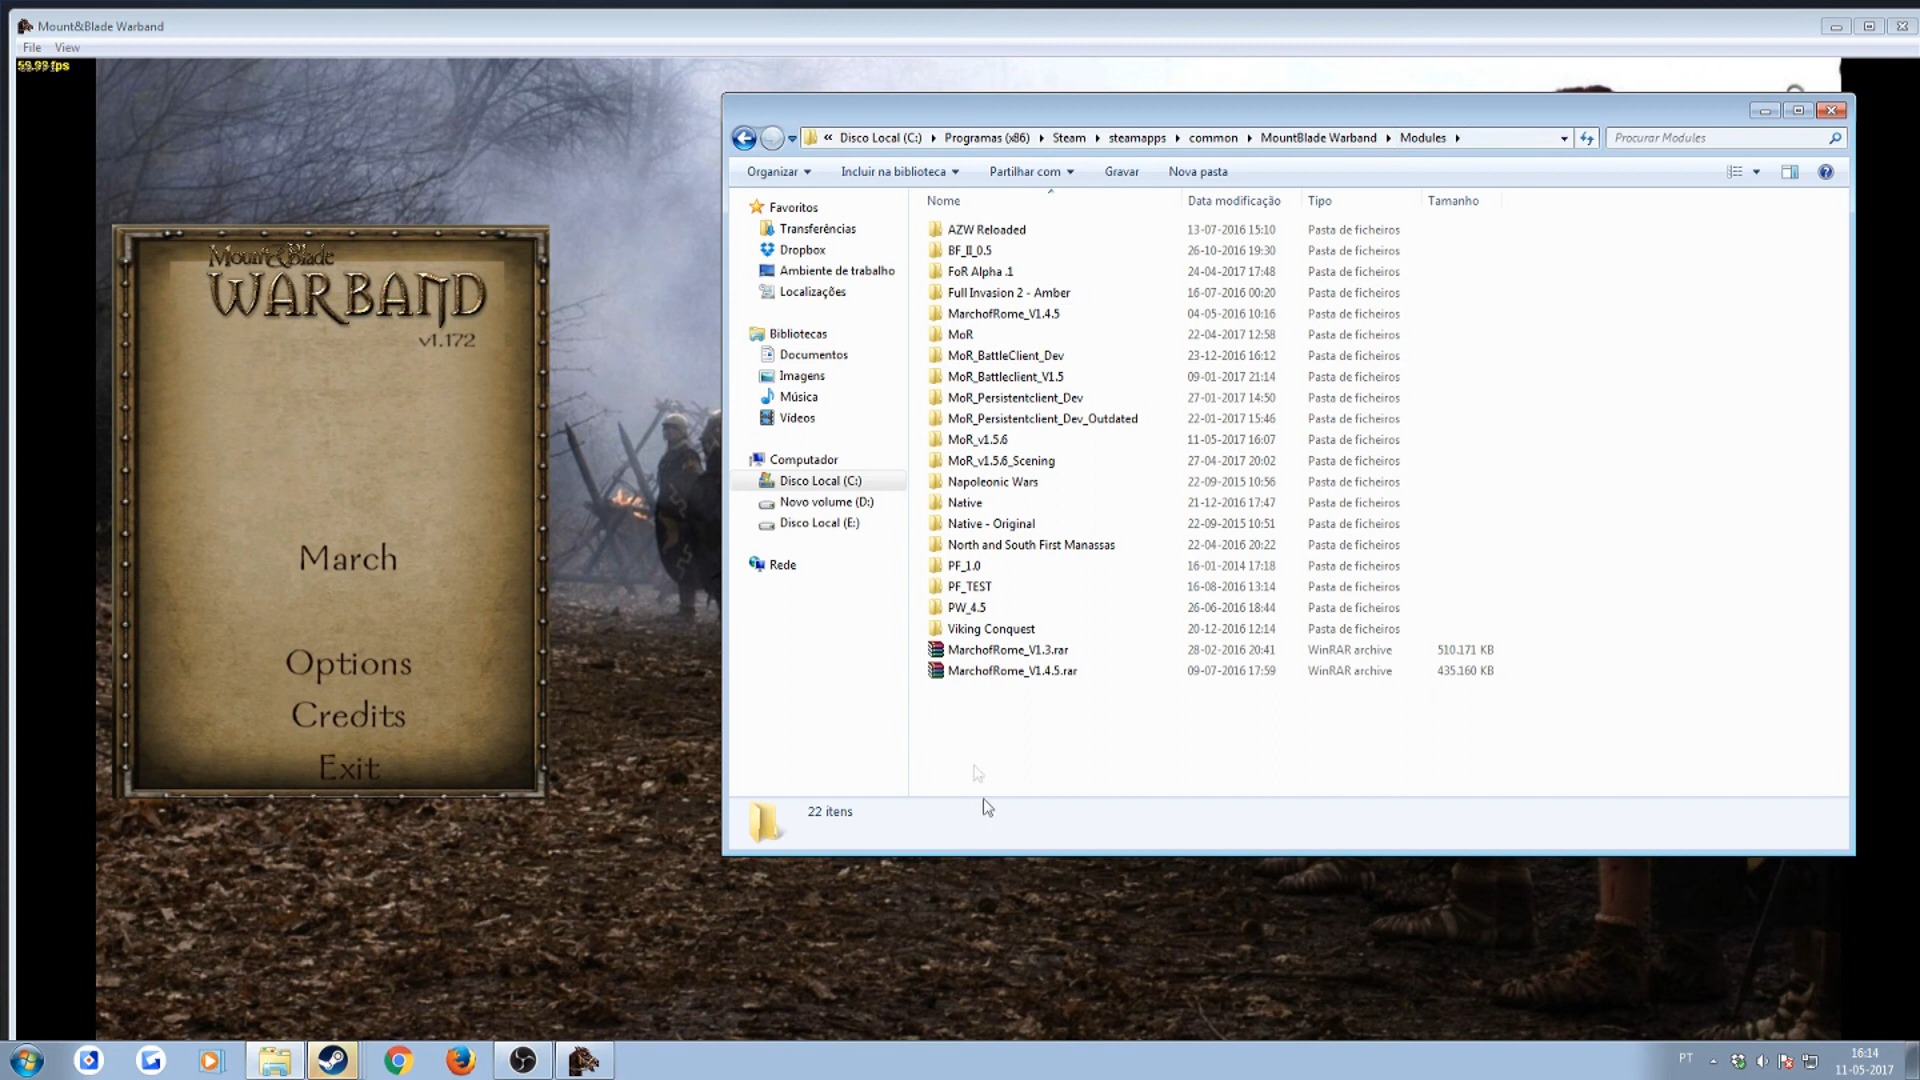 Mount&Blade Warband
File View
59.99 fps
Mount&Blade
WARBAND
v1.172
March
Options
Credits
Exit
« Disco Local (C:) Programas (x86) Steam steamapps common MountBlade Warband Modules
Procurar Modules
Organizar Incluir na biblioteca Partilhar com Gravar Nova pasta
Favoritos
Transferências
Dropbox
Ambiente de trabalho
Localizações
Bibliotecas
Documentos
Imagens
Música
Vídeos
Computador
Disco Local (C:)
Novo volume (D:)
Disco Local (E:)
Rede
Nome Data modificação Tipo Tamanho
AZW Reloaded 13-07-2016 15:10 Pasta de ficheiros
BF_II_0.5 26-10-2016 19:30 Pasta de ficheiros
FoR Alpha .1 24-04-2017 17:48 Pasta de ficheiros
Full Invasion 2 - Amber 16-07-2016 00:20 Pasta de ficheiros
MarchofRome_V1.4.5 04-05-2016 10:16 Pasta de ficheiros
MoR 22-04-2017 12:58 Pasta de ficheiros
MoR_BattleClient_Dev 23-12-2016 16:12 Pasta de ficheiros
MoR_Battleclient_V1.5 09-01-2017 21:14 Pasta de ficheiros
MoR_Persistentclient_Dev 27-01-2017 14:50 Pasta de ficheiros
MoR_Persistentclient_Dev_Outdated 22-01-2017 15:46 Pasta de ficheiros
MoR_v1.5.6 11-05-2017 16:07 Pasta de ficheiros
MoR_v1.5.6_Scening 27-04-2017 20:02 Pasta de ficheiros
Napoleonic Wars 22-09-2015 10:56 Pasta de ficheiros
Native 21-12-2016 17:47 Pasta de ficheiros
Native - Original 22-09-2015 10:51 Pasta de ficheiros
North and South First Manassas 22-04-2016 20:22 Pasta de ficheiros
PF_1.0 16-01-2014 17:18 Pasta de ficheiros
PF_TEST 16-08-2016 13:14 Pasta de ficheiros
PW_4.5 26-06-2016 18:44 Pasta de ficheiros
Viking Conquest 20-12-2016 12:14 Pasta de ficheiros
MarchofRome_V1.3.rar 28-02-2016 20:41 WinRAR archive 510.171 KB
MarchofRome_V1.4.5.rar 09-07-2016 17:59 WinRAR archive 435.160 KB
22 itens
PT
16:14
11-05-2017